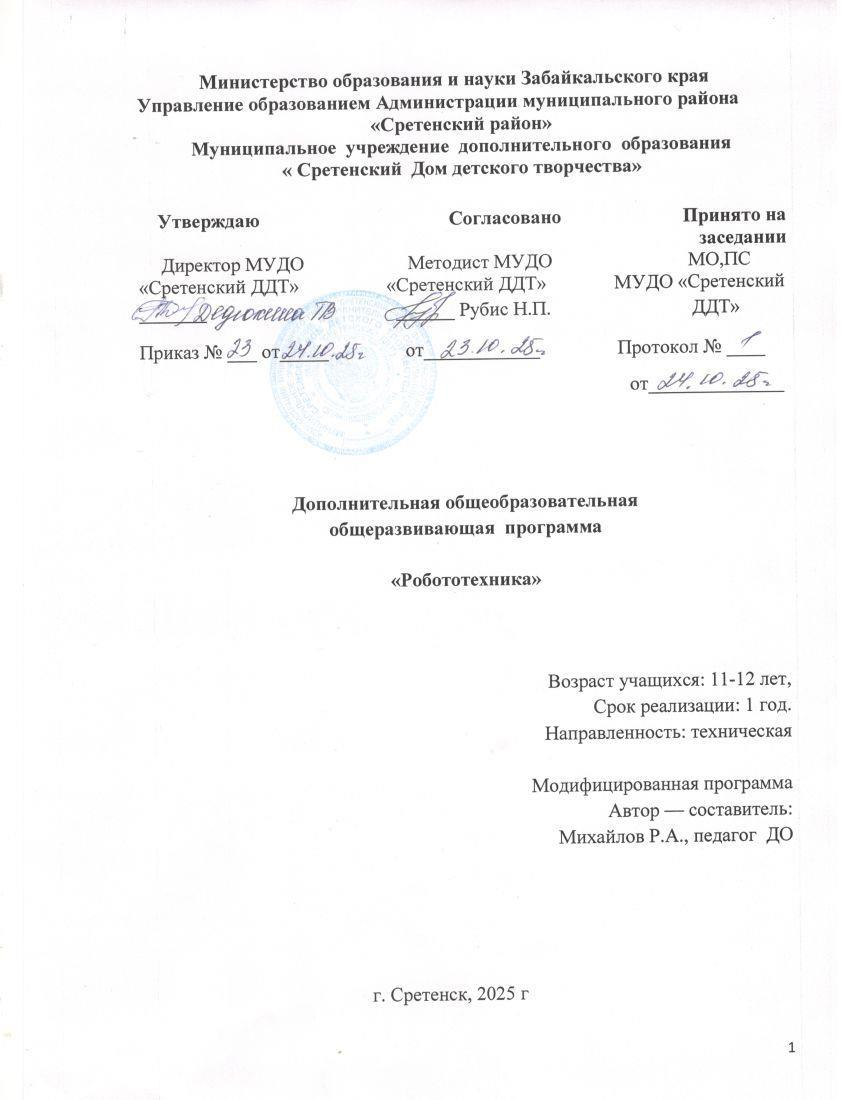 Министерство образования и науки Забайкальского края
Управление образованием Администрации муниципального района
«Сретенский район»
Муниципальное учреждение дополнительного образования
« Сретенский Дом детского творчества»
Утверждаю
Директор МУДО
«Сретенский ДДТ»
Дедюхина ТВ
Приказ № 23 от 24.10.25г
Согласовано
Методист МУДО
«Сретенский ДДТ»
Рубис Н.П.
от 23.10.25г
Принято на
заседании
МО,ПС
МУДО «Сретенский
ДДТ»
Протокол № 1
от 24.10.25г
Дополнительная общеобразовательная
общеразвивающая программа
«Робототехника»
Возраст учащихся: 11-12 лет,
Срок реализации: 1 год.
Направленность: техническая
Модифицированная программа
Автор — составитель:
Михайлов Р.А., педагог ДО
г. Сретенск, 2025 г
1